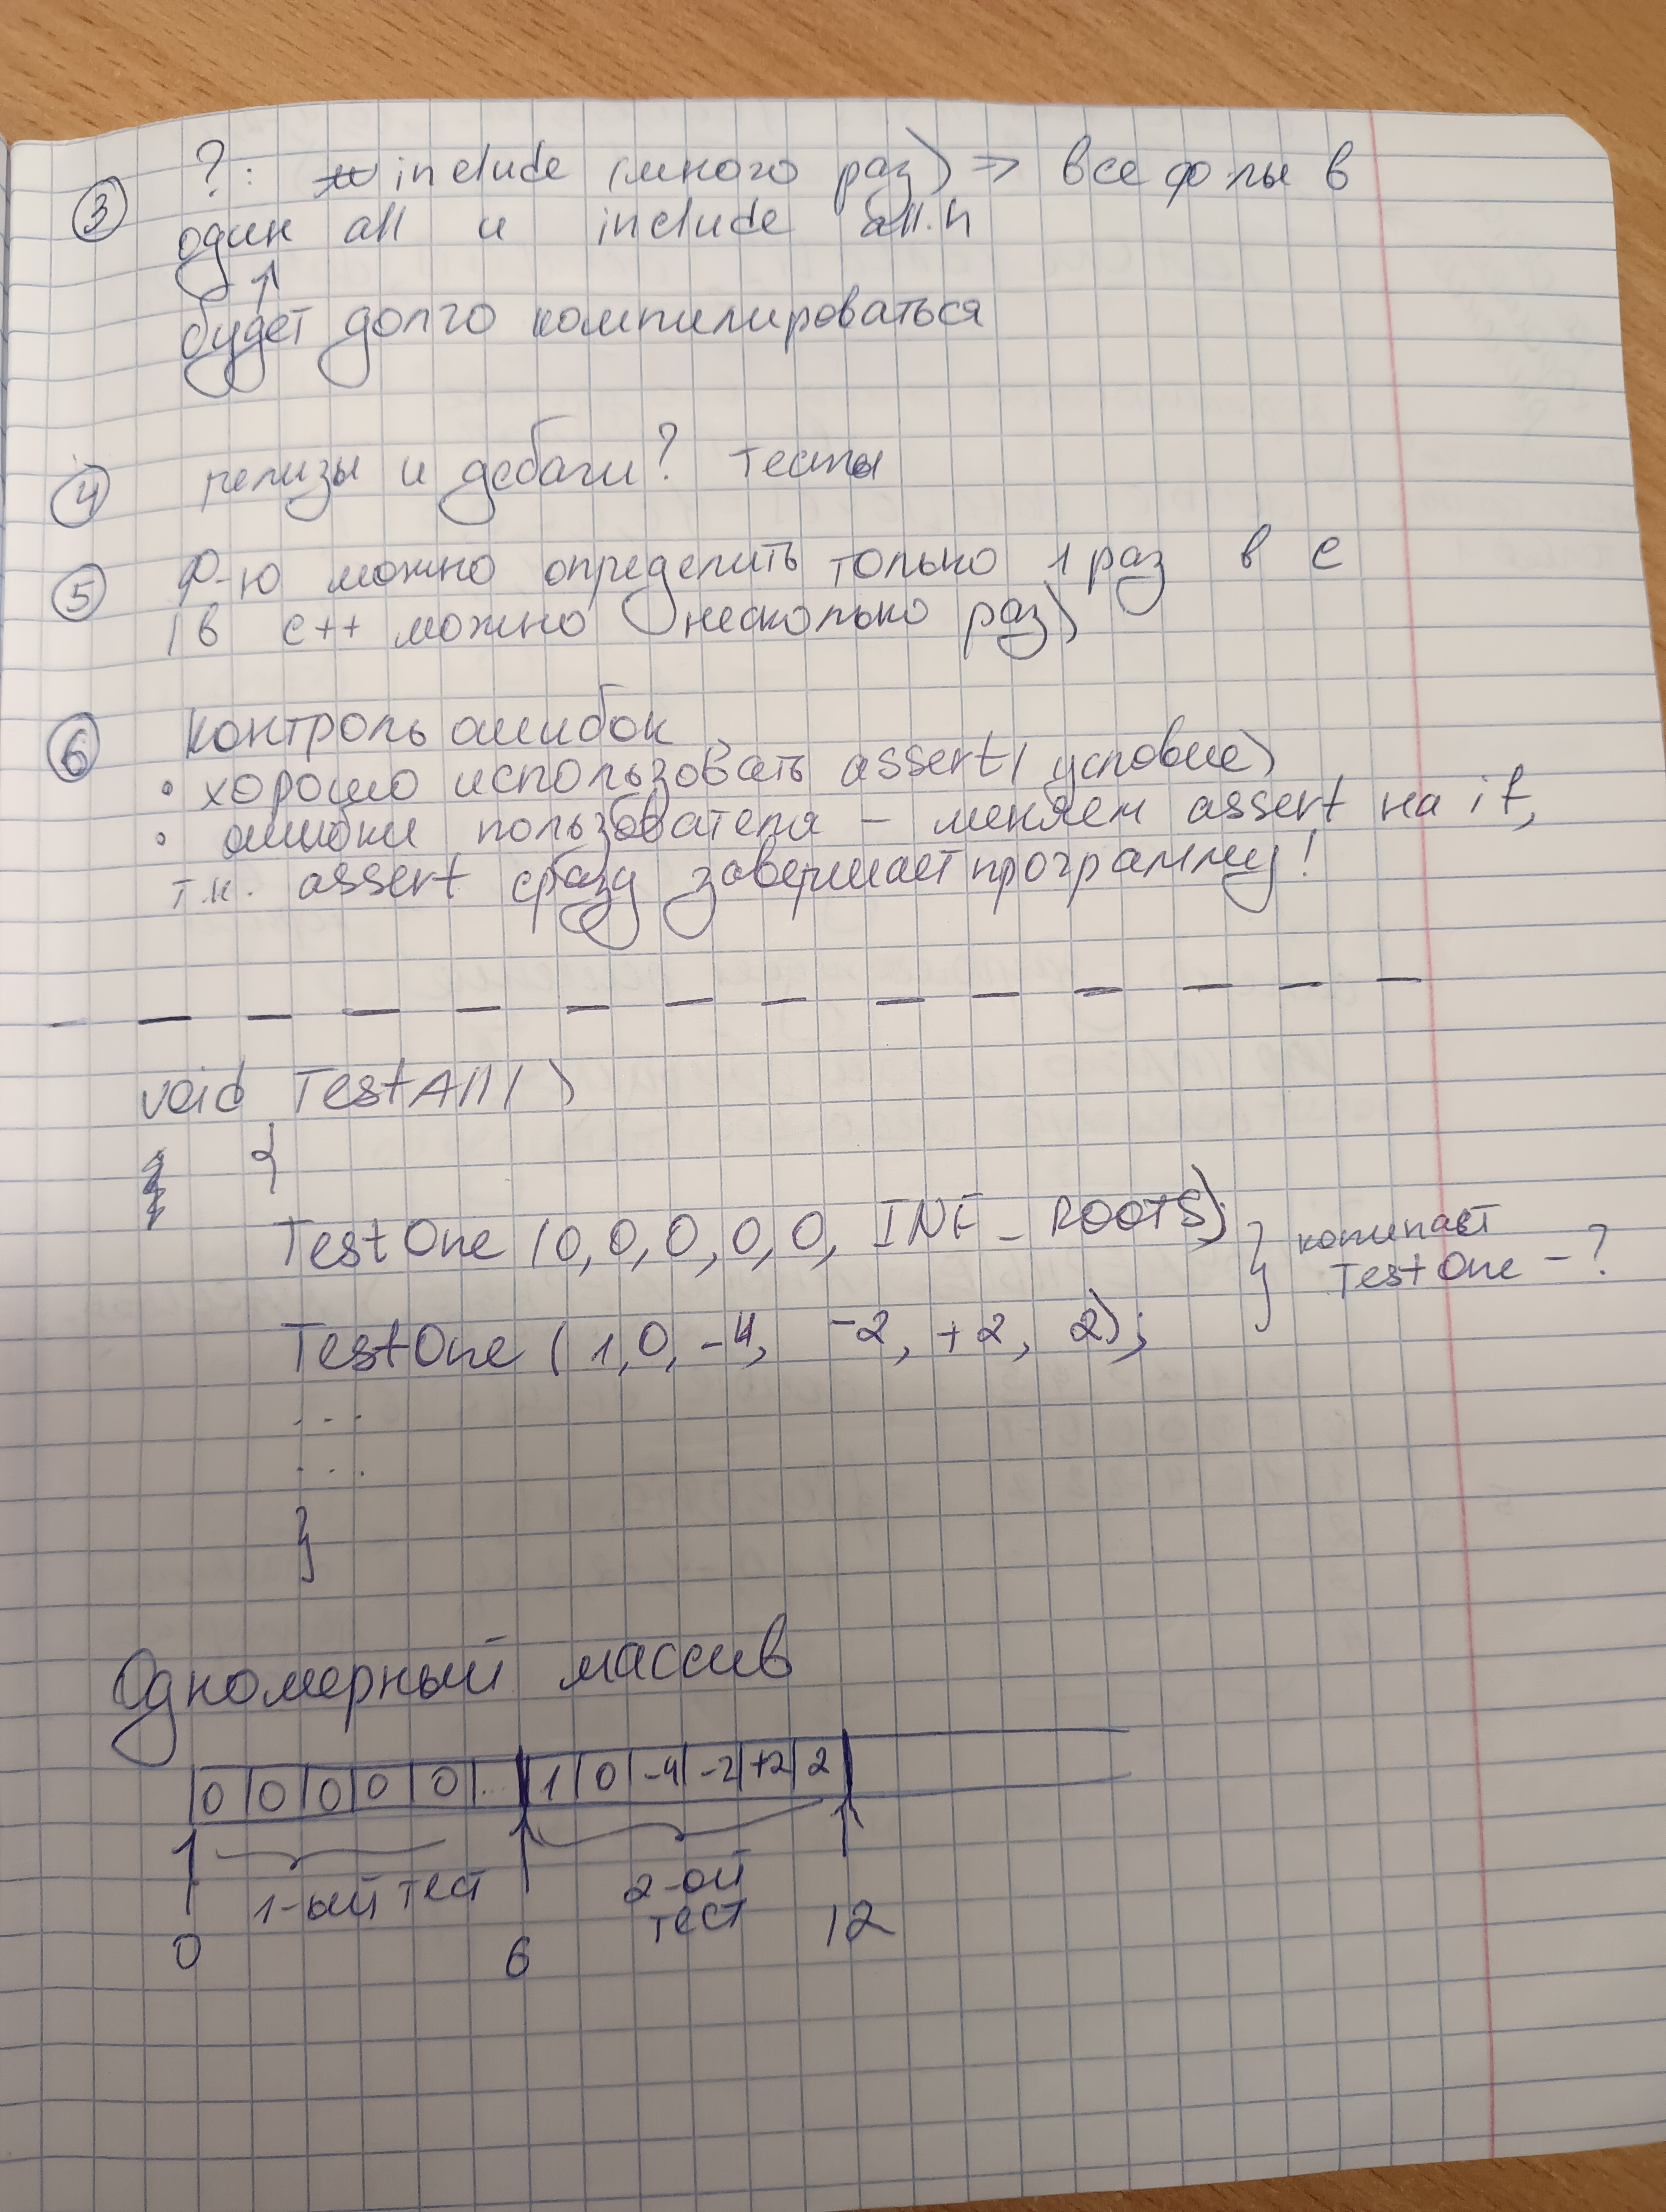 ③ ?: include (много раз) => все фолы в
один all и include all.h
↑
будет долго компилироваться
④ релизы и дебаги? тесты
⑤ Ф-ю можно определить только 1 раз в C
(в C++ можно несколько раз)
⑥ контроль ошибок
• хорошо использовать assert(условие)
• ошибки пользователя – меняем assert на if,
т.к. assert сразу завершает программу!
void TestAll()
{
TestOne (0, 0, 0, 0, 0, INF_ROOTS);
} копипаст
TestOne - ?
TestOne (1, 0, -4, -2, +2, 2);
...
...
}
Одномерный массив
0 | 0 | 0 | 0 | 0 | ... | 1 | 0 | -4 | -2 | +2 | 2
1-ый тест 2-ой
тест
0 6 12